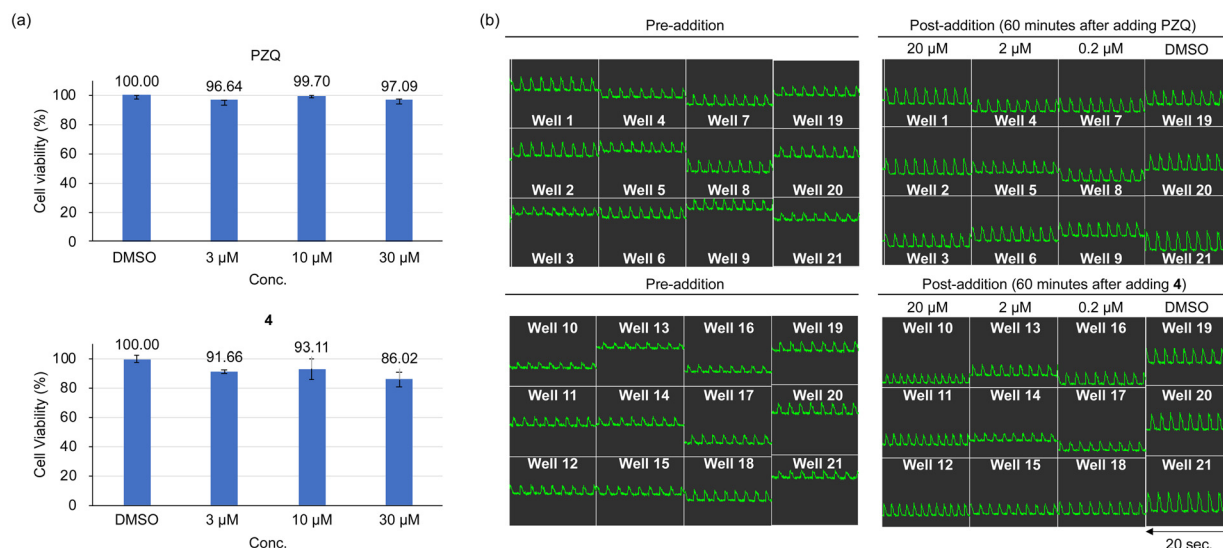 (a)
PZQ
Cell viability (%)
100
80
60
40
20
0
100.00
96.64
99.70
97.09
DMSO
3 μM
10 μM
30 μM
Conc.
4
Cell Viability (%)
100
80
60
40
20
0
100.00
91.66
93.11
86.02
DMSO
3 μM
10 μM
30 μM
Conc.
(b)
Pre-addition
Well 1 Well 4 Well 7 Well 19
Well 2 Well 5 Well 8 Well 20
Well 3 Well 6 Well 9 Well 21
Post-addition (60 minutes after adding PZQ)
20 μM 2 μM 0.2 μM DMSO
Well 1 Well 4 Well 7 Well 19
Well 2 Well 5 Well 8 Well 20
Well 3 Well 6 Well 9 Well 21
Pre-addition
Well 10 Well 13 Well 16 Well 19
Well 11 Well 14 Well 17 Well 20
Well 12 Well 15 Well 18 Well 21
Post-addition (60 minutes after adding 4)
20 μM 2 μM 0.2 μM DMSO
Well 10 Well 13 Well 16 Well 19
Well 11 Well 14 Well 17 Well 20
Well 12 Well 15 Well 18 Well 21
20 sec.